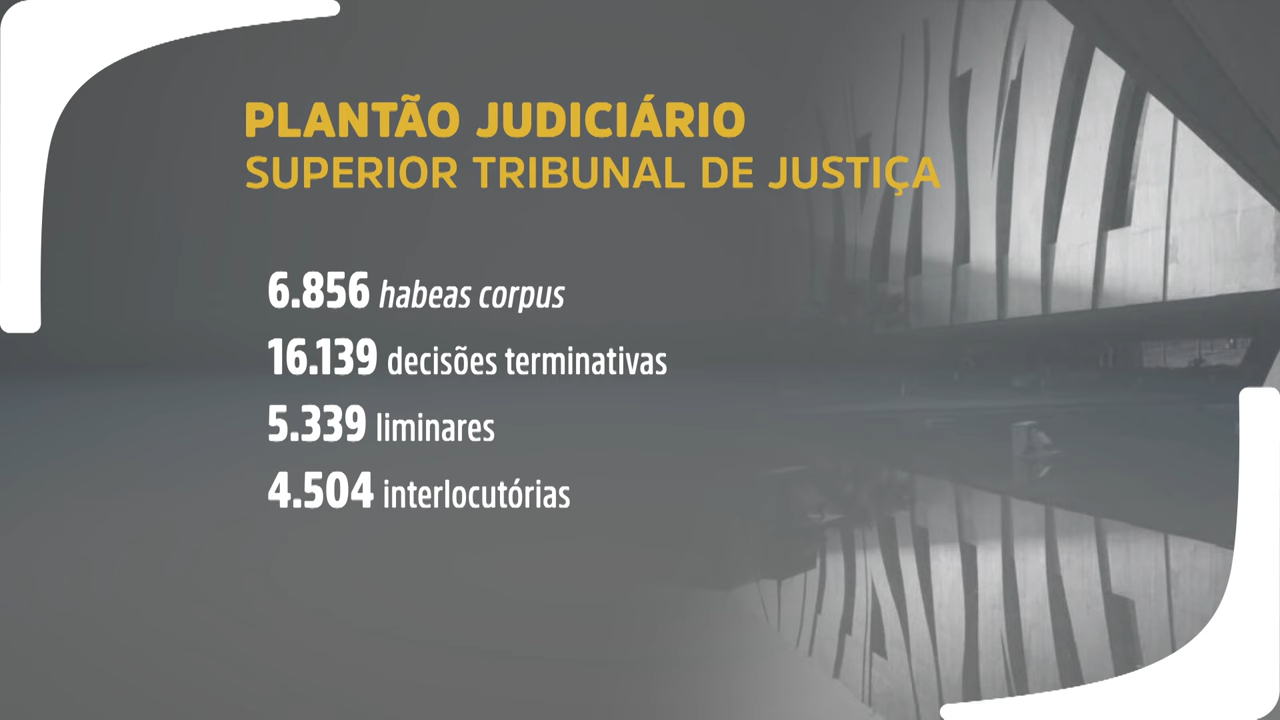 PLANTÃO JUDICIÁRIO
SUPERIOR TRIBUNAL DE JUSTIÇA
6.856 habeas corpus
16.139 decisões terminativas
5.339 liminares
4.504 interlocutórias